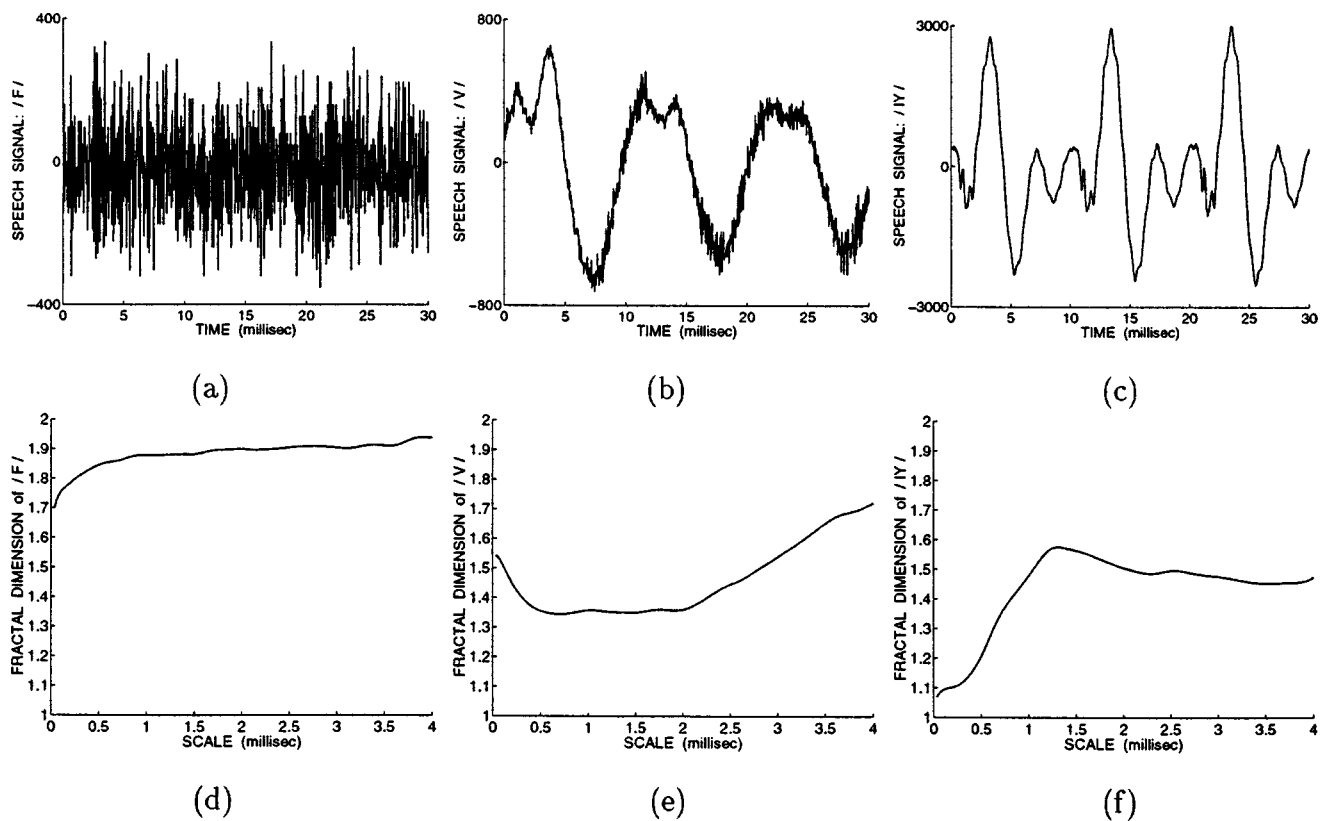 400
SPEECH SIGNAL: /F/
0
−400
0 5 10 15 20 25 30
TIME (millisec)
(a)
800
SPEECH SIGNAL: /V/
0
−800
0 5 10 15 20 25 30
TIME (millisec)
(b)
3000
SPEECH SIGNAL: /IY/
0
−3000
0 5 10 15 20 25 30
TIME (millisec)
(c)
2
1.9
1.8
1.7
1.6
1.5
1.4
1.3
1.2
1.1
1
FRACTAL DIMENSION of /F/
0 0.5 1 1.5 2 2.5 3 3.5 4
SCALE (millisec)
(d)
2
1.9
1.8
1.7
1.6
1.5
1.4
1.3
1.2
1.1
1
FRACTAL DIMENSION of /V/
0 0.5 1 1.5 2 2.5 3 3.5 4
SCALE (millisec)
(e)
2
1.9
1.8
1.7
1.6
1.5
1.4
1.3
1.2
1.1
1
FRACTAL DIMENSION of /IY/
0 0.5 1 1.5 2 2.5 3 3.5 4
SCALE (millisec)
(f)